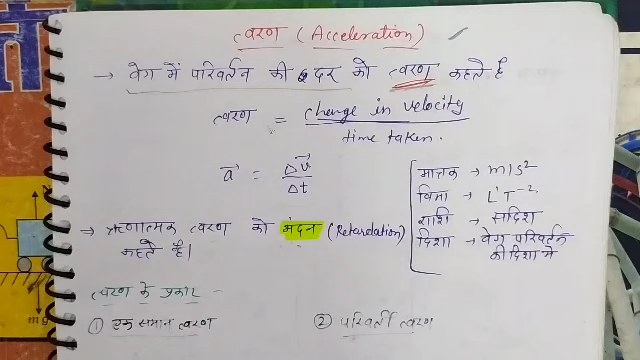 त्वरण (Acceleration)
→ वेग में परिवर्तन की दर को त्वरण कहते है
त्वरण = change in velocity
time taken.
a⃗ = Δv⃗
Δt
मात्रक → m/s²
विमा → L¹T⁻²
राशि → सदिश
दिशा → वेग परिवर्तन
की दिशा मे
→ ऋणात्मक त्वरण को मंदन (Retardation)
कहते है।
त्वरण के प्रकार -
① एक समान त्वरण
② परिवर्ती त्वरण
mg